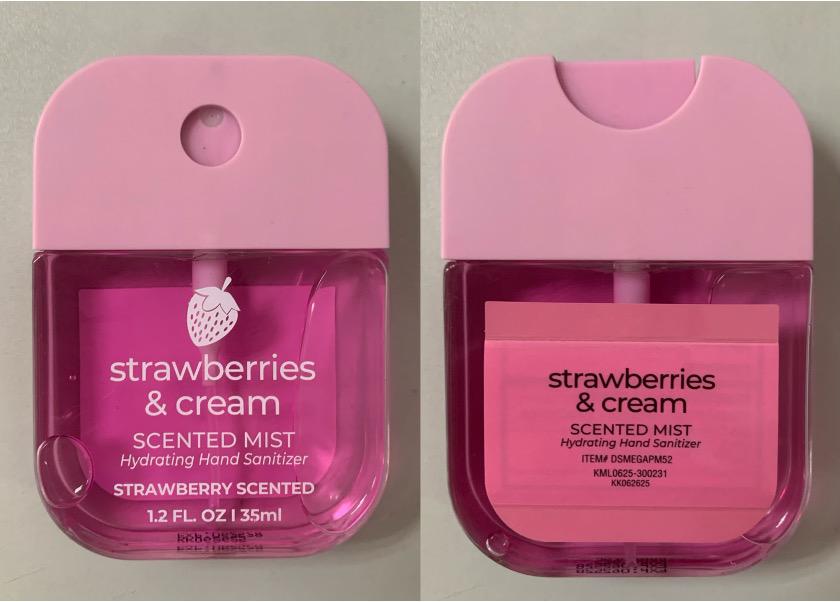 strawberries
& cream
SCENTED MIST
Hydrating Hand Sanitizer
STRAWBERRY SCENTED
1.2 FL. OZ | 35ml
strawberries
& cream
SCENTED MIST
Hydrating Hand Sanitizer
ITEM# DSMEGAPM52
KML0625-300231
KK062625